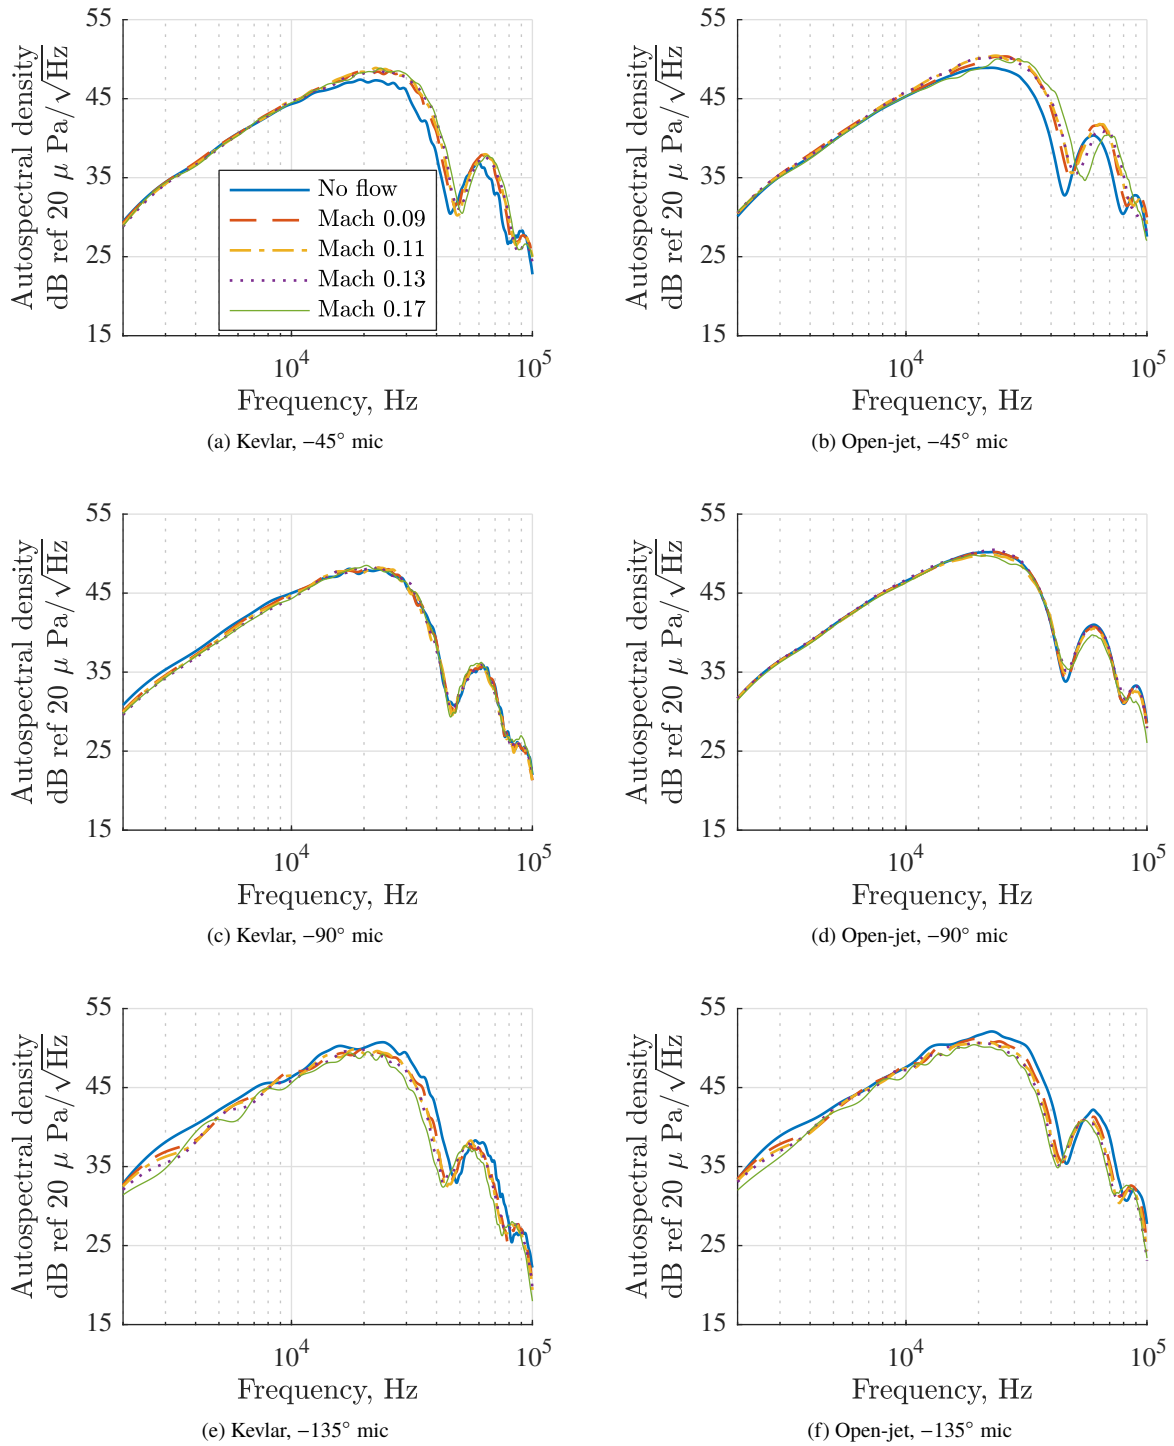 55
45
35
25
15
Autospectral density
dB ref 20 μ Pa/√Hz
No flow
Mach 0.09
Mach 0.11
Mach 0.13
Mach 0.17
10^4
10^5
Frequency, Hz
(a) Kevlar, −45° mic
55
45
35
25
15
Autospectral density
dB ref 20 μ Pa/√Hz
10^4
10^5
Frequency, Hz
(b) Open-jet, −45° mic
55
45
35
25
15
Autospectral density
dB ref 20 μ Pa/√Hz
10^4
10^5
Frequency, Hz
(c) Kevlar, −90° mic
55
45
35
25
15
Autospectral density
dB ref 20 μ Pa/√Hz
10^4
10^5
Frequency, Hz
(d) Open-jet, −90° mic
55
45
35
25
15
Autospectral density
dB ref 20 μ Pa/√Hz
10^4
10^5
Frequency, Hz
(e) Kevlar, −135° mic
55
45
35
25
15
Autospectral density
dB ref 20 μ Pa/√Hz
10^4
10^5
Frequency, Hz
(f) Open-jet, −135° mic